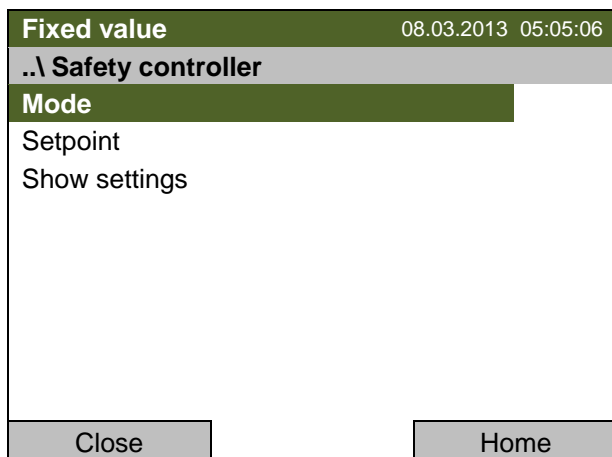 Fixed value 08.03.2013 05:05:06
..\ Safety controller
Mode
Setpoint
Show settings
Close Home